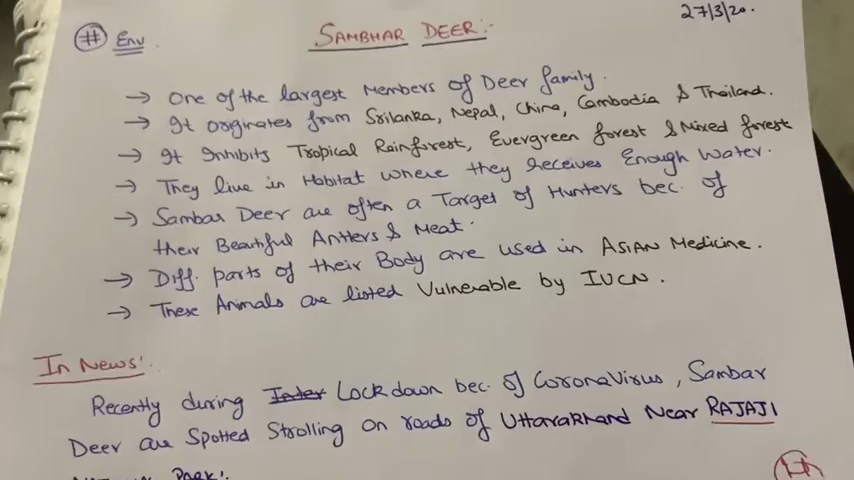 27/3/20.
# Env. SAMBHAR DEER:-
→ One of the largest Members of Deer family.
→ It originates from Srilanka, Nepal, China, Cambodia & Thailand.
→ It Inhibits Tropical Rainforest, Evergreen forest & Mixed forest
→ They live in Habitat where they receives Enough Water.
→ Sambar Deer are often a Target of Hunters bec. of
their Beautiful Antlers & Meat.
→ Diff. parts of their Body are used in ASIAN Medicine.
→ These Animals are listed Vulnerable by IUCN.
In News:
Recently during Inter Lockdown bec. of CoronaVirus, Sambar
Deer are Spotted Strolling on roads of Uttarakhand Near RAJAJI
Park: